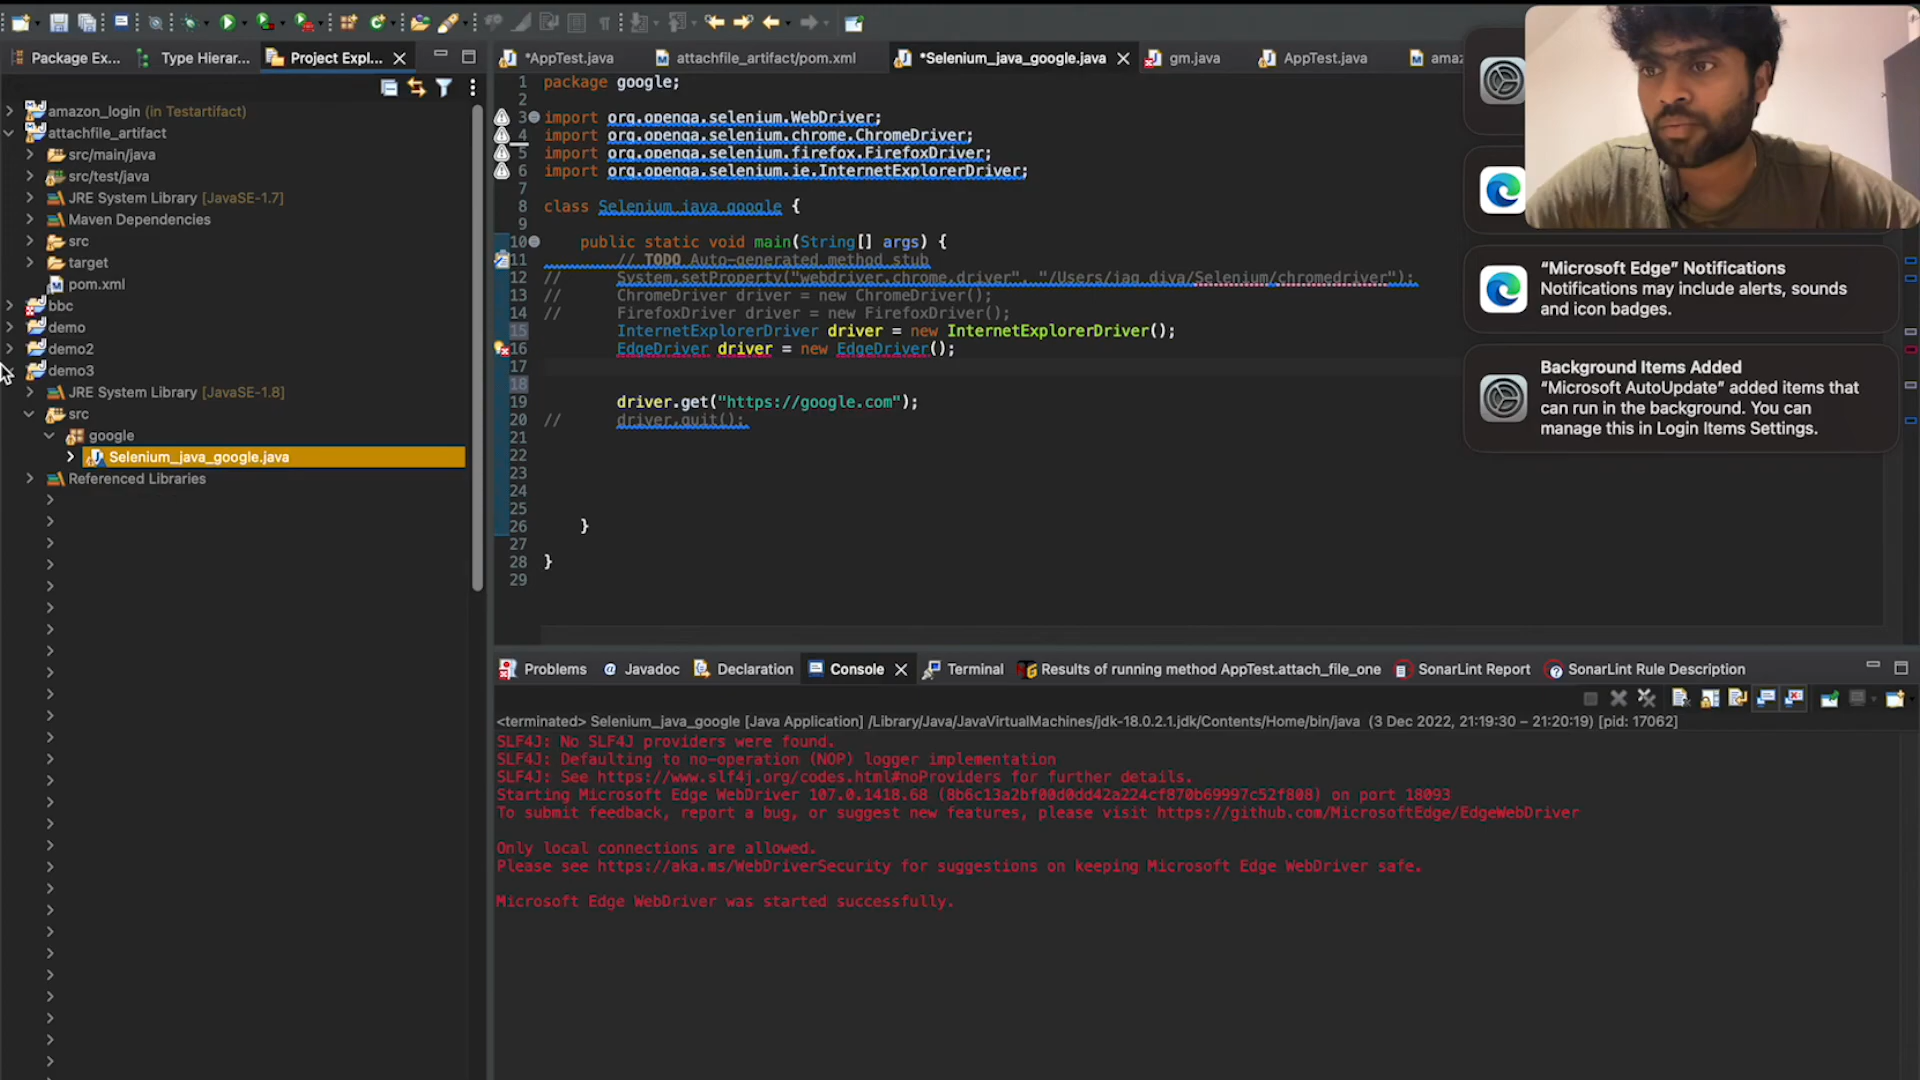 Package Ex...
Type Hierar...
Project Expl...
*AppTest.java
attachfile_artifact/pom.xml
*Selenium_java_google.java
gm.java
AppTest.java
amaz
amazon_login (in Testartifact)
attachfile_artifact
src/main/java
src/test/java
JRE System Library [JavaSE-1.7]
Maven Dependencies
src
target
pom.xml
bbc
demo
demo2
demo3
JRE System Library [JavaSE-1.8]
src
google
Selenium_java_google.java
Referenced Libraries
1 package google;
2
3 import org.openqa.selenium.WebDriver;
4 import org.openqa.selenium.chrome.ChromeDriver;
5 import org.openqa.selenium.firefox.FirefoxDriver;
6 import org.openqa.selenium.ie.InternetExplorerDriver;
7
8 class Selenium_java_google {
9
10 public static void main(String[] args) {
11 // TODO Auto-generated method stub
12 // System.setProperty("webdriver.chrome.driver", "/Users/jag_diva/Selenium/chromedriver");
13 // ChromeDriver driver = new ChromeDriver();
14 // FirefoxDriver driver = new FirefoxDriver();
15 InternetExplorerDriver driver = new InternetExplorerDriver();
16 EdgeDriver driver = new EdgeDriver();
17
18
19 driver.get("https://google.com");
20 // driver.quit();
21
22
23
24
25
26 }
27
28 }
29
“Microsoft Edge” Notifications
Notifications may include alerts, sounds
and icon badges.
Background Items Added
“Microsoft AutoUpdate” added items that
can run in the background. You can
manage this in Login Items Settings.
Problems
@ Javadoc
Declaration
Console
Terminal
Results of running method AppTest.attach_file_one
SonarLint Report
SonarLint Rule Description
<terminated> Selenium_java_google [Java Application] /Library/Java/JavaVirtualMachines/jdk-18.0.2.1.jdk/Contents/Home/bin/java (3 Dec 2022, 21:19:30 – 21:20:19) [pid: 17062]
SLF4J: No SLF4J providers were found.
SLF4J: Defaulting to no-operation (NOP) logger implementation
SLF4J: See https://www.slf4j.org/codes.html#noProviders for further details.
Starting Microsoft Edge WebDriver 107.0.1418.68 (8b6c13a2bf00d0dd42a224cf870b69997c52f808) on port 18093
To submit feedback, report a bug, or suggest new features, please visit https://github.com/MicrosoftEdge/EdgeWebDriver
Only local connections are allowed.
Please see https://aka.ms/WebDriverSecurity for suggestions on keeping Microsoft Edge WebDriver safe.
Microsoft Edge WebDriver was started successfully.